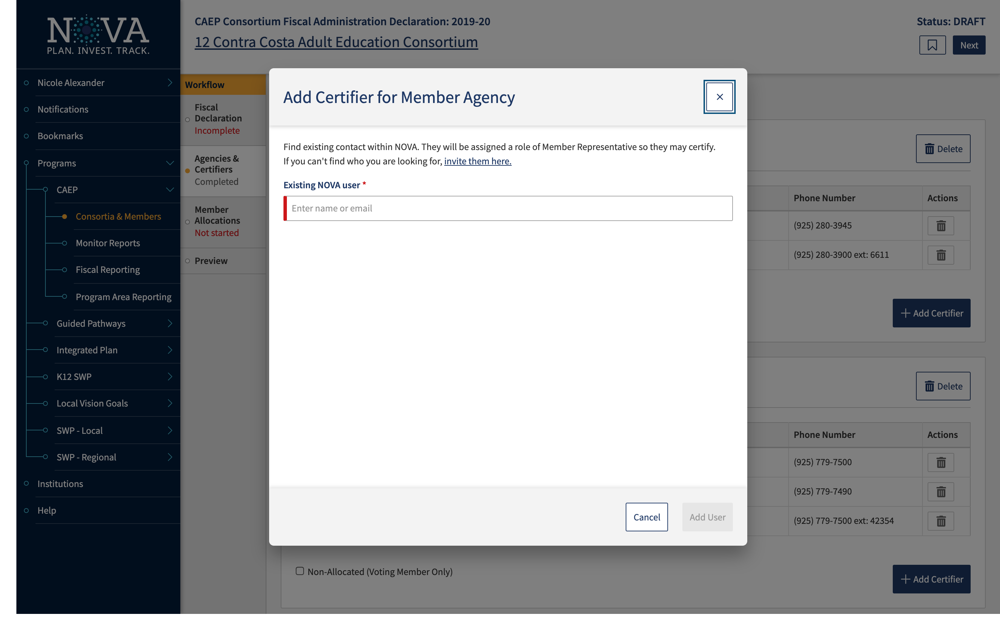 NOVA
PLAN. INVEST. TRACK.
Nicole Alexander
Notifications
Bookmarks
Programs
CAEP
Consortia & Members
Monitor Reports
Fiscal Reporting
Program Area Reporting
Guided Pathways
Integrated Plan
K12 SWP
Local Vision Goals
SWP - Local
SWP - Regional
Institutions
Help
CAEP Consortium Fiscal Administration Declaration: 2019-20
12 Contra Costa Adult Education Consortium
Status: DRAFT
Next
Workflow
Fiscal
Declaration
Incomplete
Agencies &
Certifiers
Completed
Member
Allocations
Not started
Preview
Add Certifier for Member Agency
Find existing contact within NOVA. They will be assigned a role of Member Representative so they may certify.
If you can't find who you are looking for, invite them here.
Existing NOVA user *
Enter name or email
Cancel
Add User
Delete
Phone Number Actions
(925) 280-3945
(925) 280-3900 ext: 6611
Add Certifier
Delete
Phone Number Actions
(925) 779-7500
(925) 779-7490
(925) 779-7500 ext: 42354
Non-Allocated (Voting Member Only)
Add Certifier